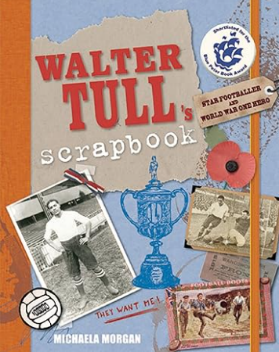 Shortlisted for the
Blue Peter Book Award
WALTER
TULL's
scrapbook
STAR FOOTBALLER
AND
WORLD WAR ONE HERO
THEY WANT ME!
FOOTBALL BOOTS
MICHAELA MORGAN